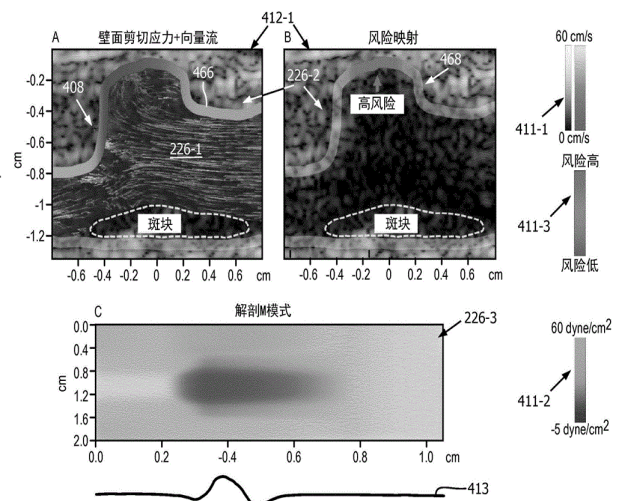 412-1
A 壁面剪切应力+向量流
B 风险映射
60 cm/s
408
466
226-2
468
高风险
411-1
0 cm/s
-0.2
-0.4
-0.6
-0.8
-1
-1.2
cm
226-1
风险高
411-3
斑块
斑块
风险低
-0.6 -0.4 -0.2 0 0.2 0.4 0.6 cm
-0.6 -0.4 -0.2 0 0.2 0.4 0.6 cm
C 解剖M模式
226-3
0.0
0.4
0.8
1.2
1.6
2.0
cm
60 dyne/cm2
411-2
-5 dyne/cm2
0.0 0.2 -0.4 0.6 0.8 1.0 cm
413